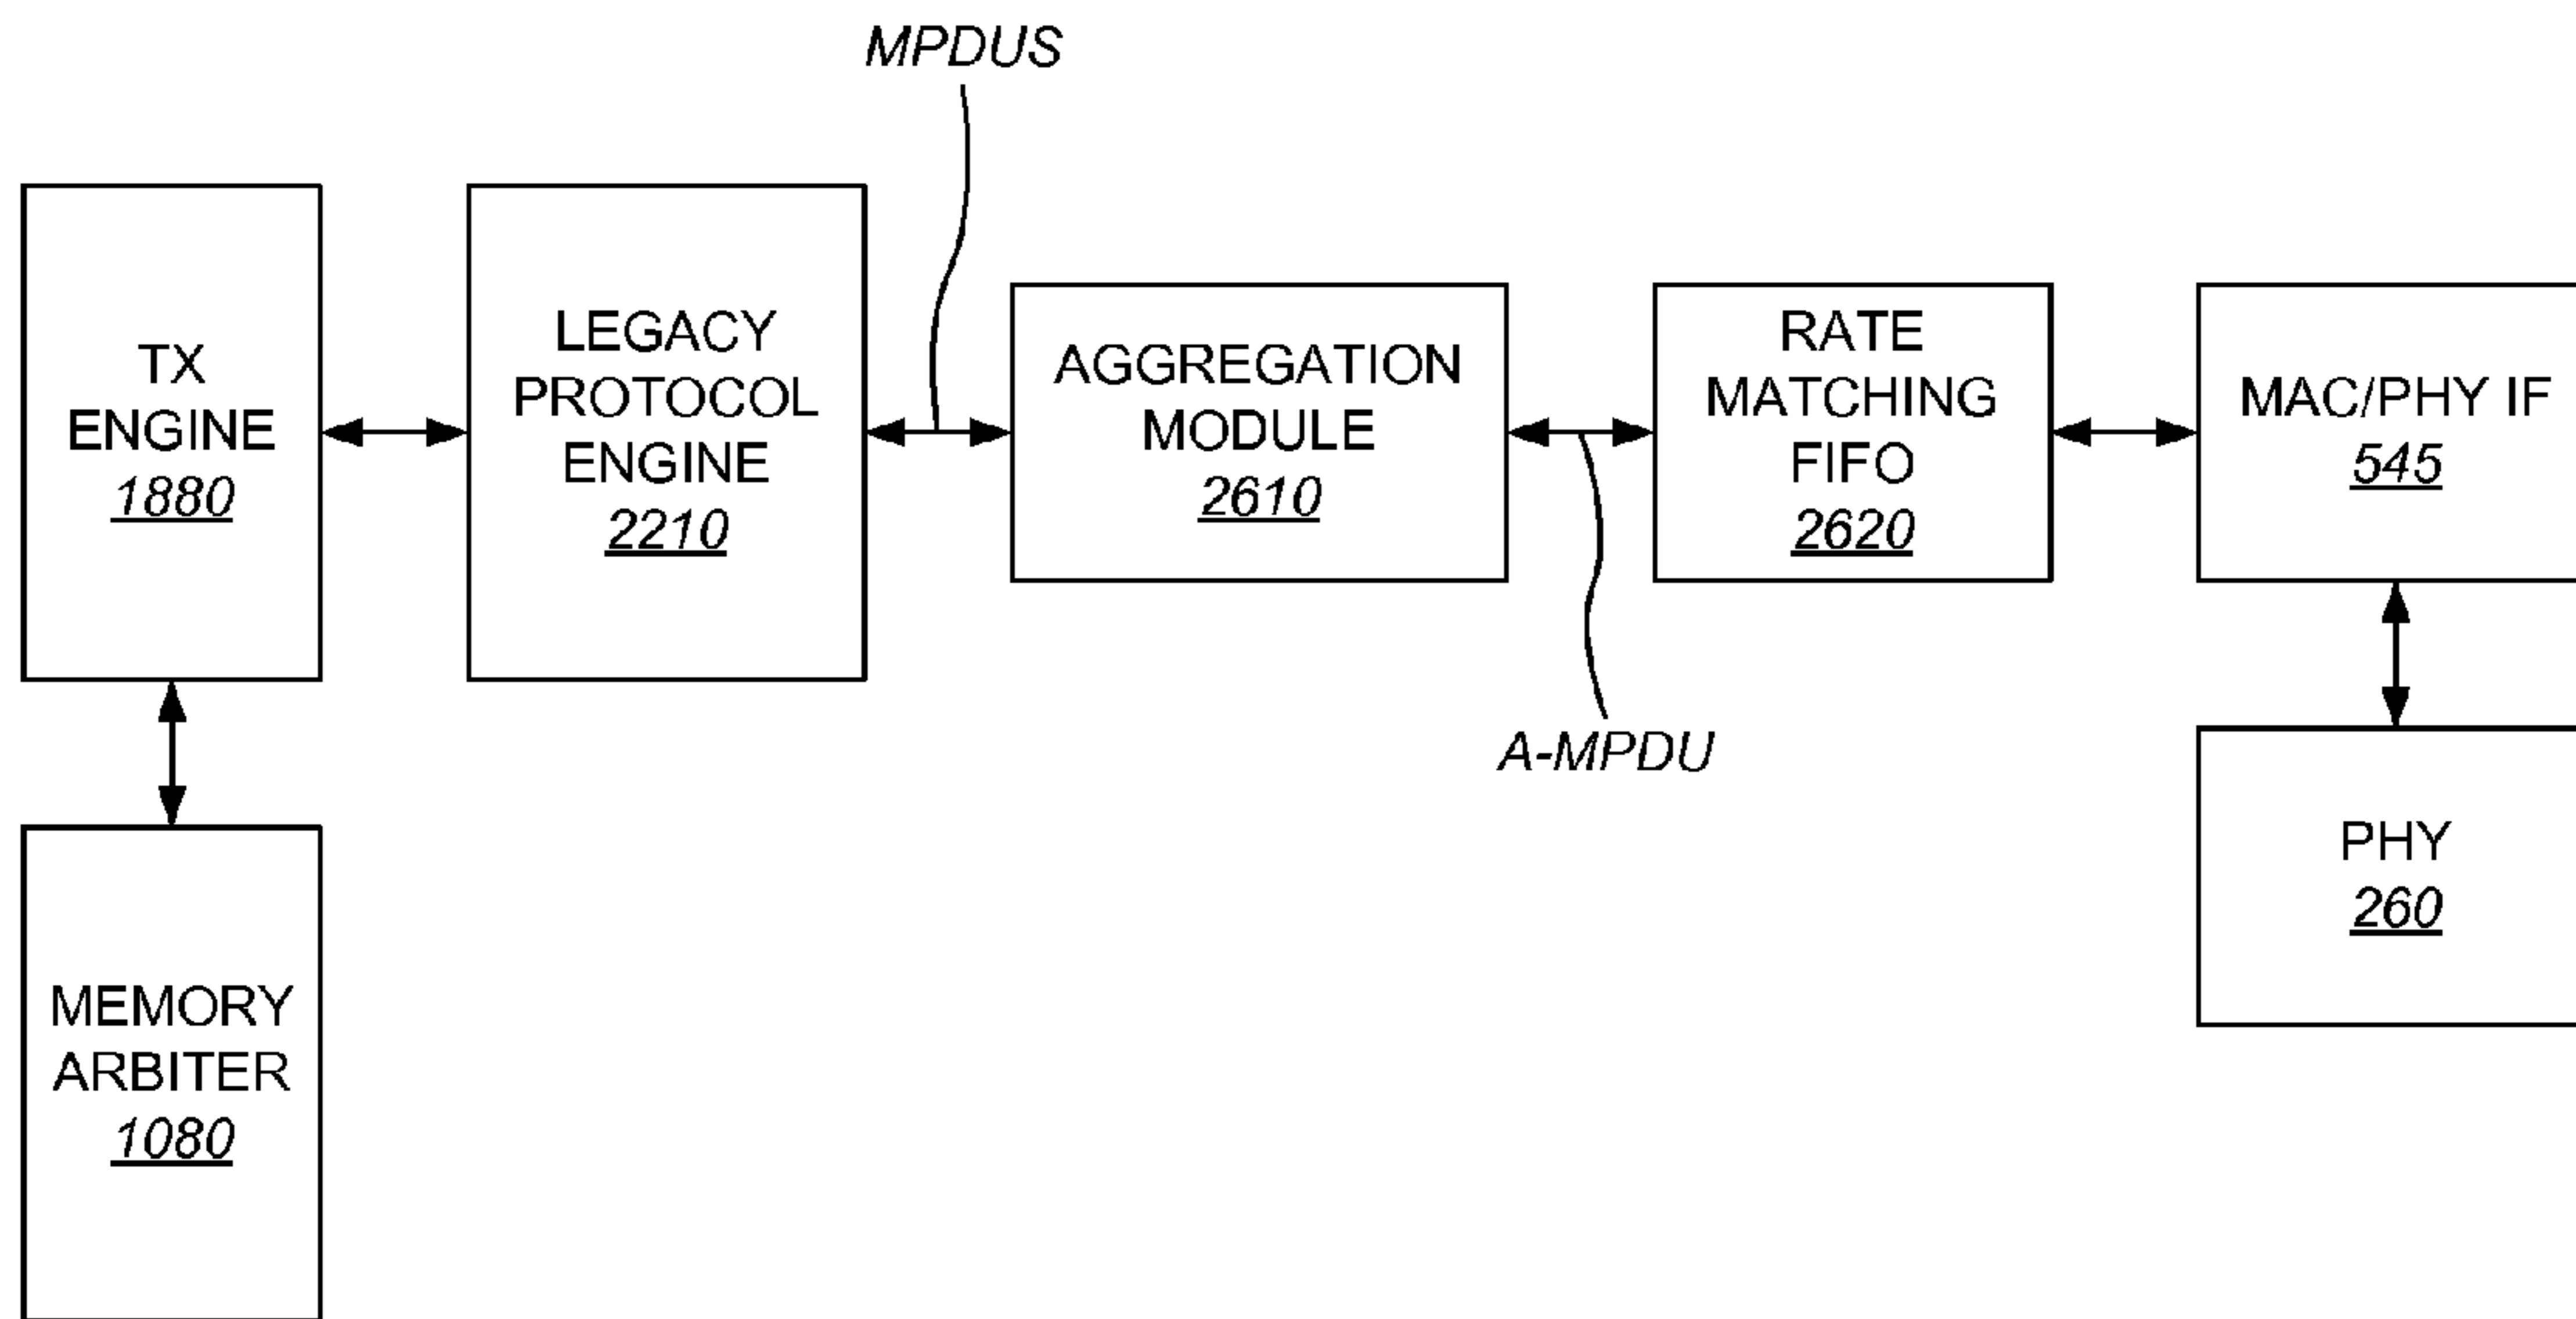 MPDUS
TX
ENGINE
1880
LEGACY
PROTOCOL
ENGINE
2210
AGGREGATION
MODULE
2610
RATE
MATCHING
FIFO
2620
MAC/PHY IF
545
A-MPDU
MEMORY
ARBITER
1080
PHY
260